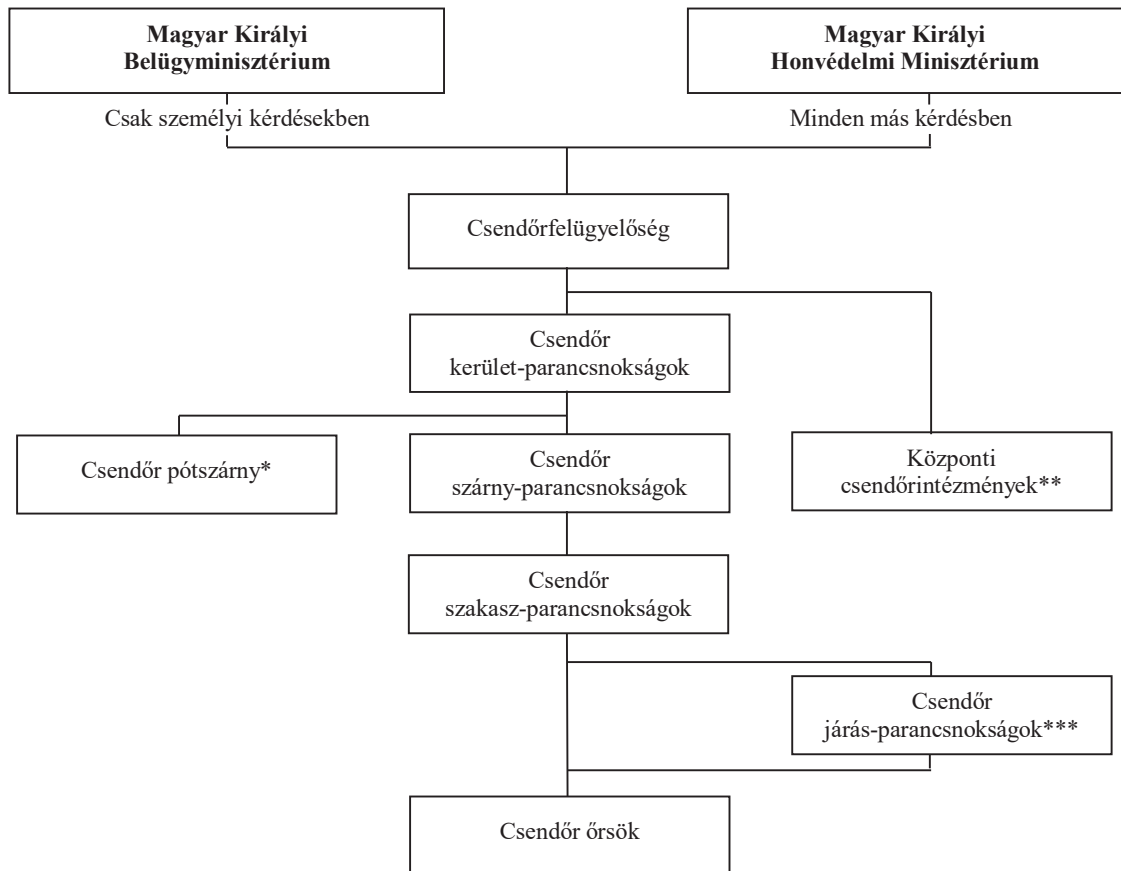 Magyar Királyi
Belügyminisztérium
Magyar Királyi
Honvédelmi Minisztérium
Csak személyi kérdésekben
Minden más kérdésben
Csendőrfelügyelőség
Csendőr
kerület-parancsnokságok
Csendőr pótszárny*
Csendőr
szárny-parancsnokságok
Központi
csendőrintézmények**
Csendőr
szakasz-parancsnokságok
Csendőr
járás-parancsnokságok***
Csendőr őrsök